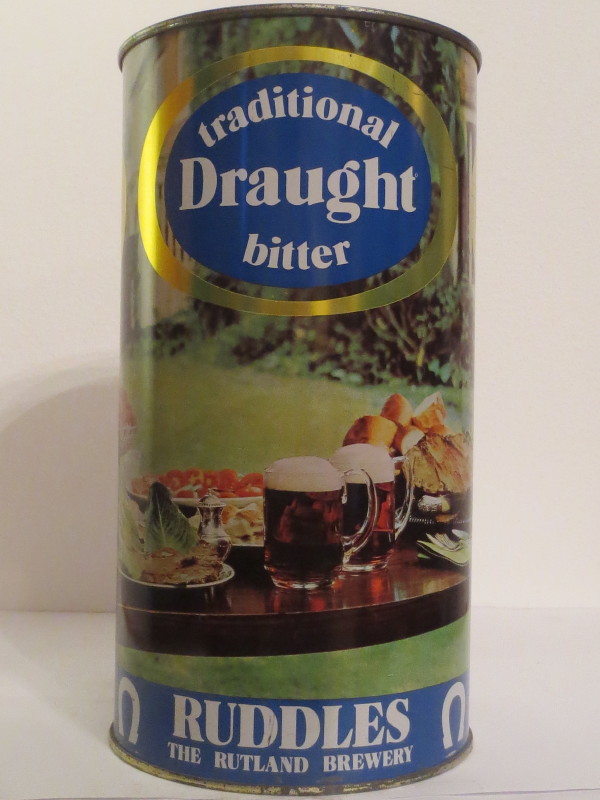 traditional
Draught
bitter
RUDDLES
THE RUTLAND BREWERY